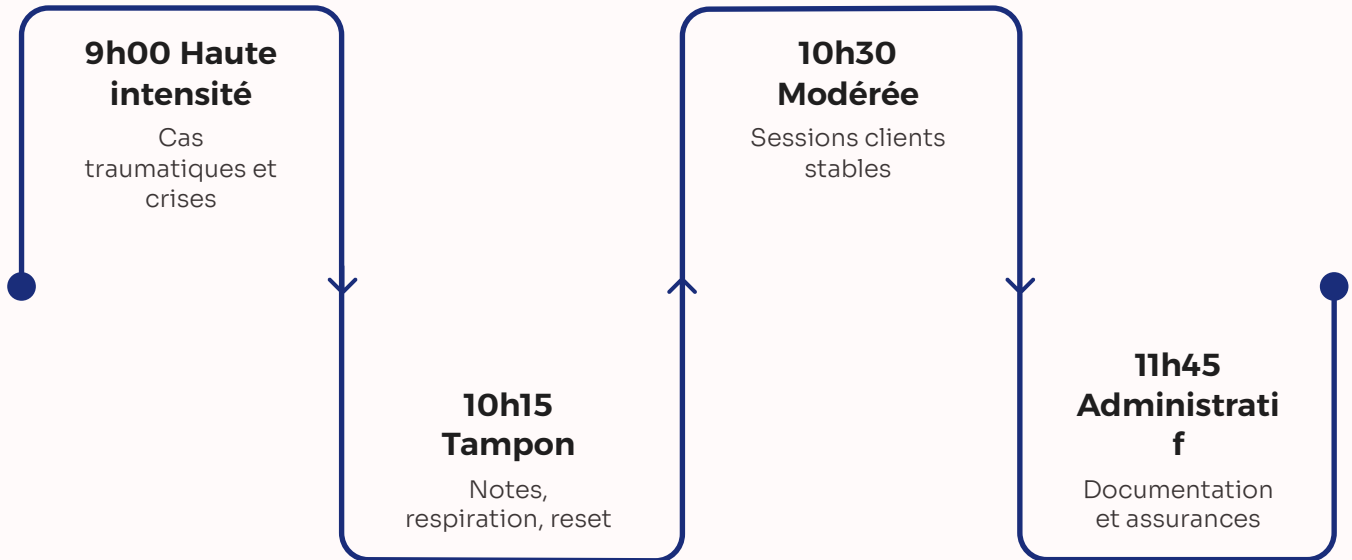 9h00 Haute
intensité
Cas
traumatiques et
crises
10h15
Tampon
Notes,
respiration, reset
10h30
Modérée
Sessions clients
stables
11h45
Administrati
f
Documentation
et assurances